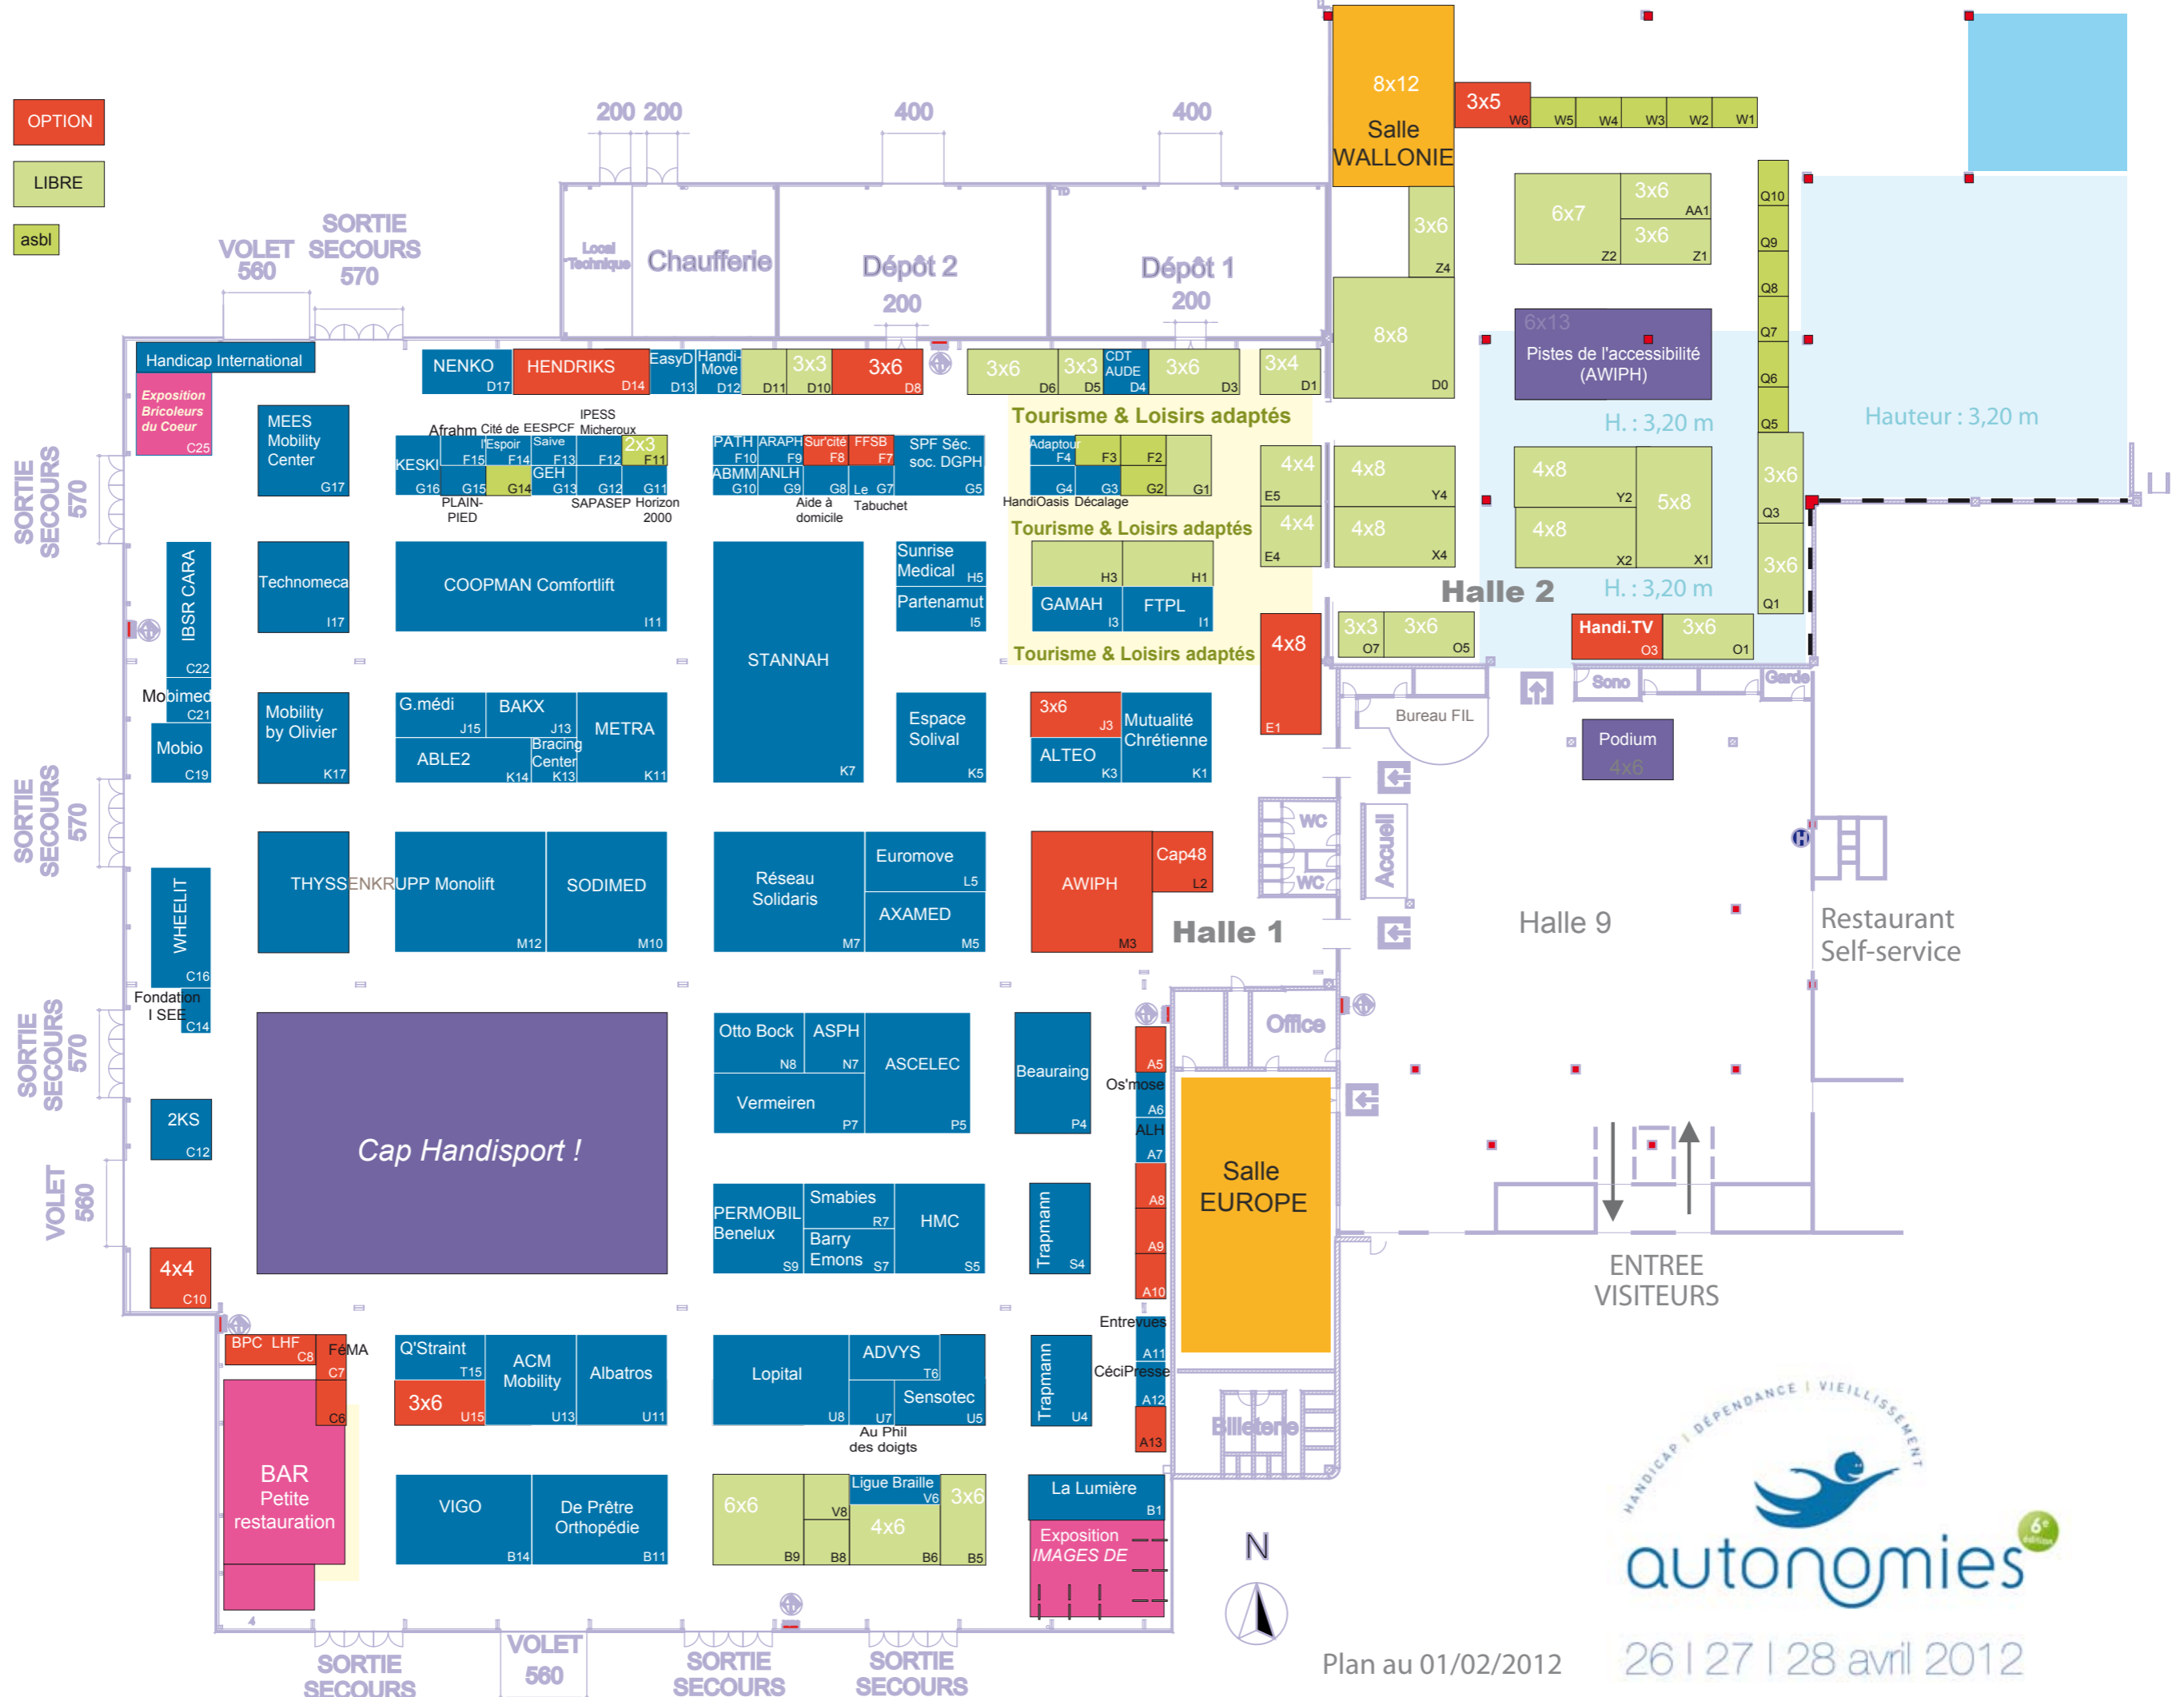 OPTION
LIBRE
asbl
VOLET
560
SORTIE
SECOURS
570
200
200
400
400
Local
Technique
Chaufferie
Dépôt 2
200
Dépôt 1
200
TD
8x12
Salle
WALLONIE
3x5
W6
W5
W4
W3
W2
W1
3x6
Z4
6x7
Z2
3x6
AA1
3x6
Z1
Q10
Q9
Q8
Q7
Q6
Q5
8x8
D0
6x13
Pistes de l'accessibilité
(AWIPH)
H. : 3,20 m
Hauteur : 3,20 m
Handicap International
Exposition
Bricoleurs
du Coeur
C25
NENKO
D17
HENDRIKS
D14
EasyD
D13
Handi-
Move
D12
D11
3x3
D10
3x6
D8
3x6
D6
3x3
D5
CDT
AUDE
D4
3x6
D3
3x4
D1
Tourisme & Loisirs adaptés
MEES
Mobility
Center
G17
Afrahm
Cité de
l'Espoir
EESPCF
Saive
IPESS
Micheroux
2x3
KESKI
G16
F15
F14
F13
F12
F11
G15
G14
GEH
G13
G12
G11
PLAIN-
PIED
SAPASEP
Horizon
2000
PATH
F10
ARAPH
F9
Sur'cité
F8
FFSB
F7
SPF Séc.
soc. DGPH
G5
ABMM
G10
ANLH
G9
G8
Le
G7
Aide à
domicile
Tabuchet
Adaptour
F4
F3
F2
G4
G3
G2
G1
HandiOasis
Décalage
4x4
E5
4x4
E4
4x8
Y4
4x8
X4
4x8
Y2
4x8
X2
5x8
X1
3x6
Q3
3x6
Q1
SORTIE
SECOURS
570
Tourisme & Loisirs adaptés
IBSR CARA
C22
Technomeca
I17
COOPMAN Comfortlift
I11
STANNAH
K7
Sunrise
Medical
H5
Partenamut
I5
H3
H1
GAMAH
I3
FTPL
I1
Tourisme & Loisirs adaptés
4x8
E1
Halle 2
H. : 3,20 m
3x3
O7
3x6
O5
Handi.TV
O3
3x6
O1
Mobimed
C21
Mobio
C19
Mobility
by Olivier
K17
G.médi
J15
BAKX
J13
METRA
K11
ABLE2
K14
Bracing
Center
K13
Espace
Solival
K5
3x6
J3
ALTEO
K3
Mutualité
Chrétienne
K1
Bureau FIL
Sono
Garde
Podium
4x6
SORTIE
SECOURS
570
WHEELIT
C16
THYSSENKRUPP Monolift
M12
SODIMED
M10
Réseau
Solidaris
M7
Euromove
L5
AXAMED
M5
AWIPH
M3
Cap48
L2
WC
WC
Accueil
Halle 1
Halle 9
Restaurant
Self-service
Fondation
I SEE
C14
SORTIE
SECOURS
570
2KS
C12
Cap Handisport !
Otto Bock
N8
ASPH
N7
ASCELEC
P5
Vermeiren
P7
Beauraing
P4
Office
A5
Os'mose
A6
ALH
A7
A8
A9
A10
Salle
EUROPE
VOLET
560
4x4
C10
PERMOBIL
Benelux
S9
Smabies
R7
Barry
Emons
S7
HMC
S5
Trapmann
S4
ENTREE
VISITEURS
BPC
LHF
C8
FéMA
C7
C6
Q'Straint
T15
3x6
U15
ACM
Mobility
U13
Albatros
U11
Lopital
U8
ADVYS
T6
U7
Sensotec
U5
Au Phil
des doigts
Trapmann
U4
Entrevues
A11
CéciPresse
A12
A13
Billeterie
BAR
Petite
restauration
VIGO
B14
De Prêtre
Orthopédie
B11
6x6
B9
V8
B8
Ligue Braille
V6
4x6
B6
3x6
B5
La Lumière
B1
Exposition
IMAGES DE
N
4
SORTIE
SECOURS
VOLET
560
SORTIE
SECOURS
SORTIE
SECOURS
Plan au 01/02/2012
HANDICAP | DÉPENDANCE | VIEILLISSEMENT
autonomies
6e
édition
26 | 27 | 28 avril 2012